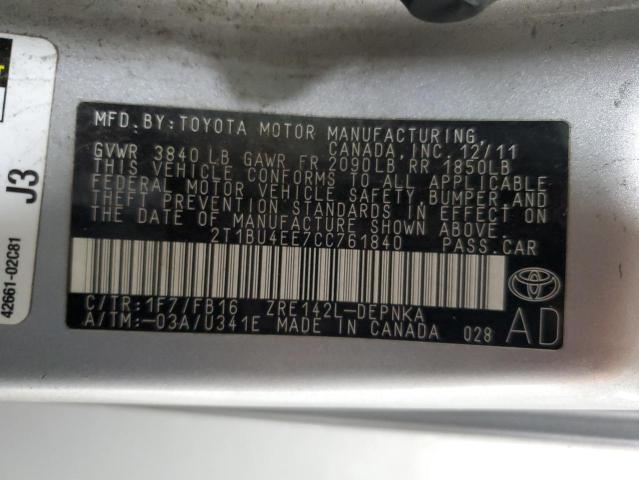 MFD. BY: TOYOTA MOTOR MANUFACTURING
CANADA, INC. 12/11
GVWR 3840 LB GAWR FR 2090LB RR 1850LB
THIS VEHICLE CONFORMS TO ALL APPLICABLE
FEDERAL MOTOR VEHICLE SAFETY, BUMPER, AND
THEFT PREVENTION STANDARDS IN EFFECT ON
THE DATE OF MANUFACTURE SHOWN ABOVE.
2T1BU4EE7CC761840 PASS.CAR
C/TR: 1F7/FB16 ZRE142L-DEPNKA
A/TM: -03A/U341E MADE IN CANADA 028
AD
J3
42661-02C81